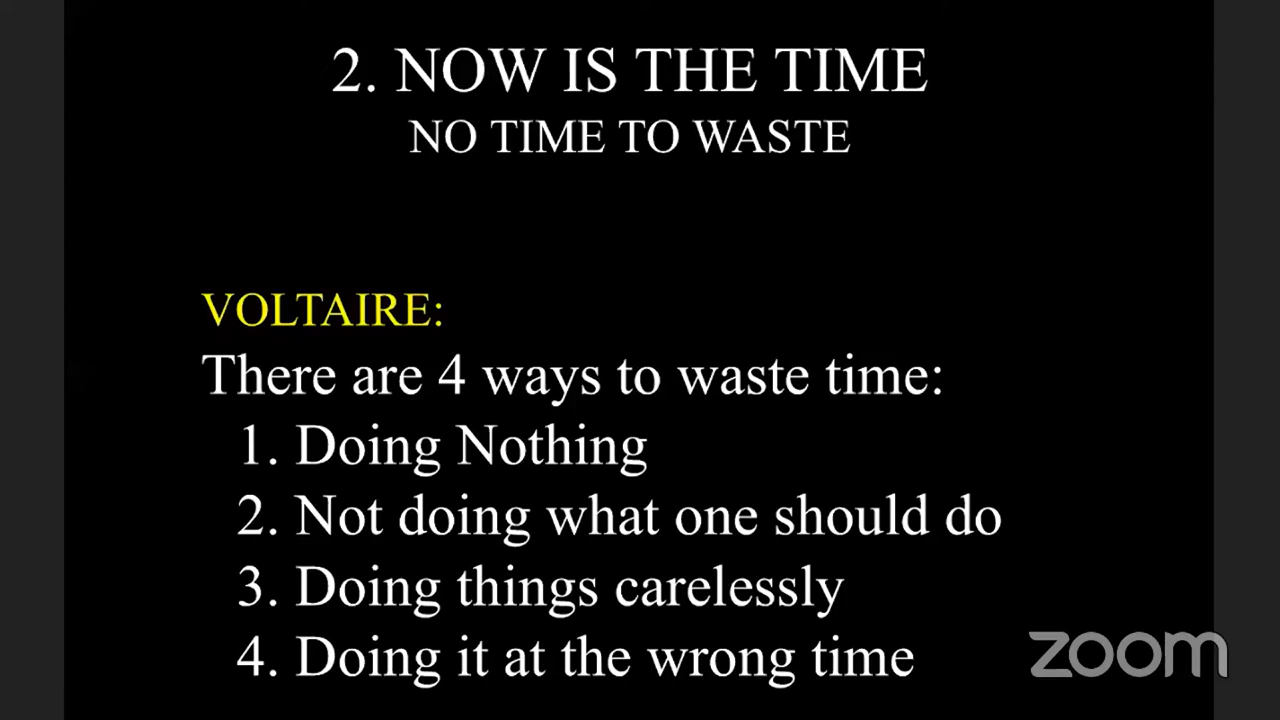 2. NOW IS THE TIME
NO TIME TO WASTE
VOLTAIRE:
There are 4 ways to waste time:
1. Doing Nothing
2. Not doing what one should do
3. Doing things carelessly
4. Doing it at the wrong time
zoom